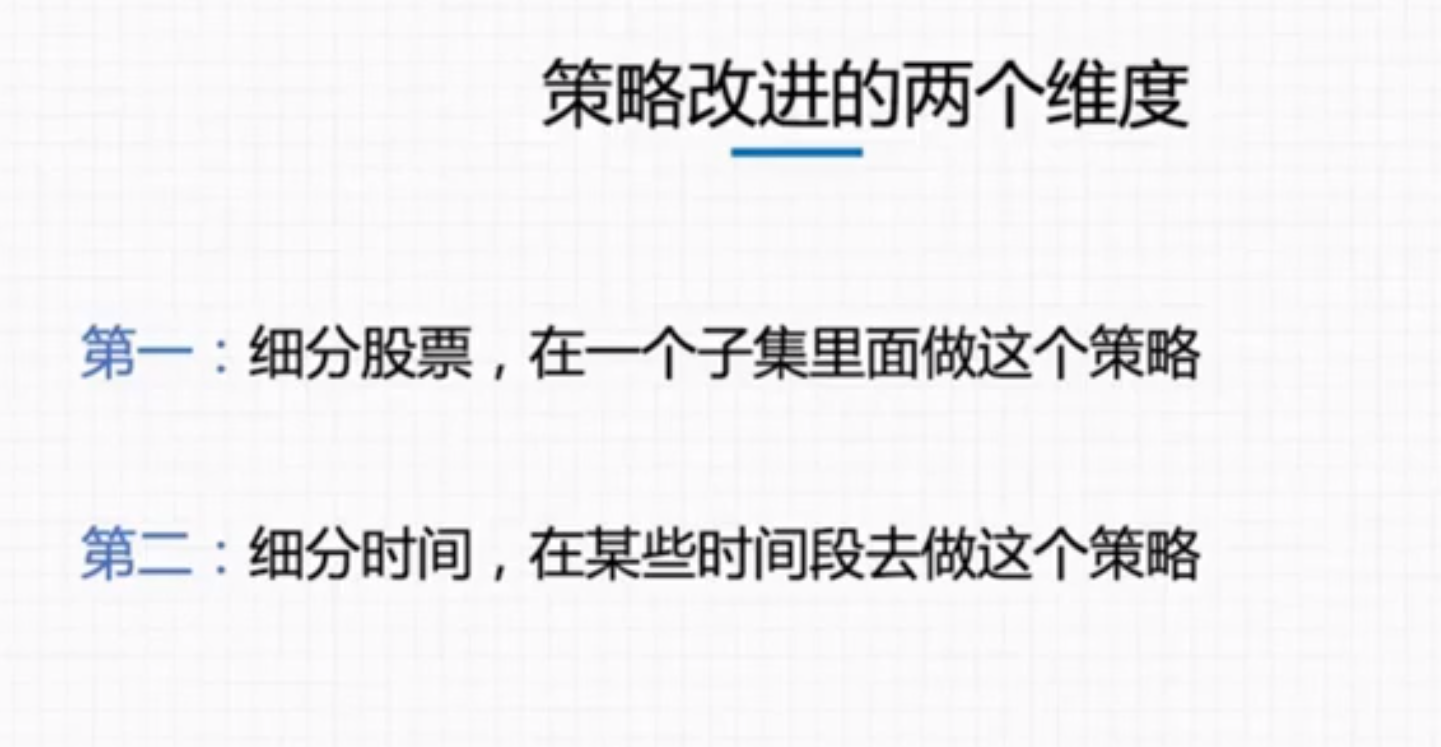 策略改进的两个维度
第一：细分股票，在一个子集里面做这个策略
第二：细分时间，在某些时间段去做这个策略